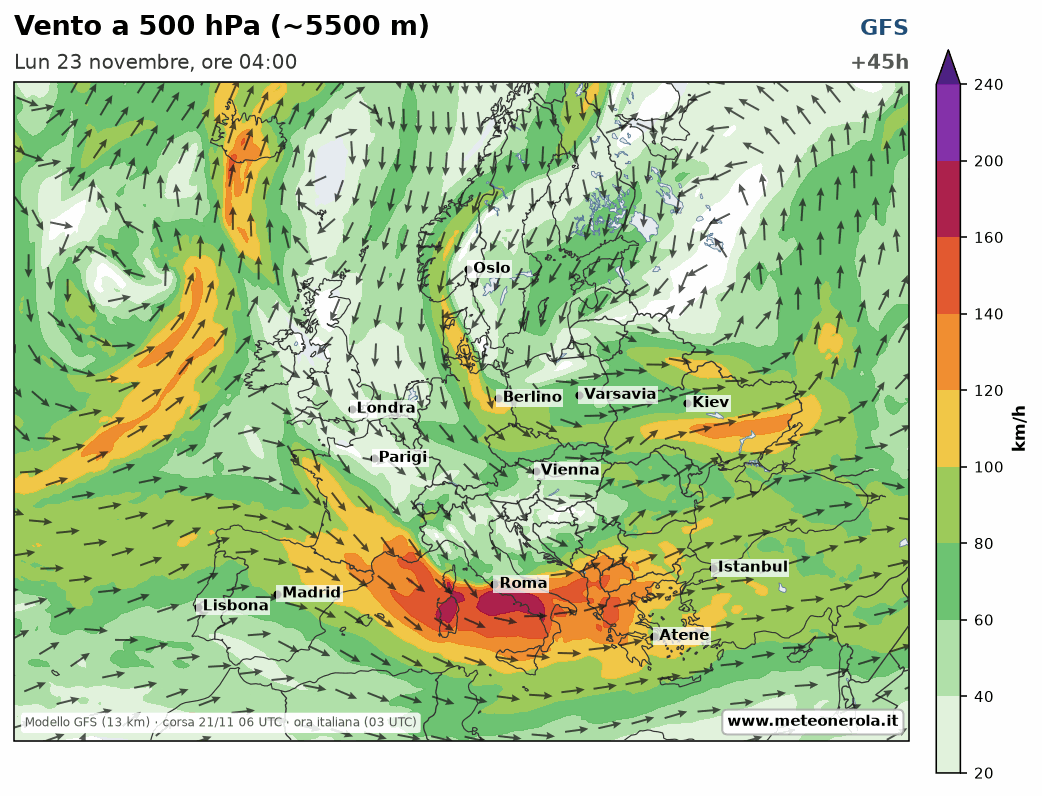 Vento a 500 hPa (~5500 m)
GFS
Lun 23 novembre, ore 04:00
+45h
240
200
160
140
120
100
80
60
40
20
km/h
Oslo
Berlino
Varsavia
Kiev
Londra
Parigi
Vienna
Istanbul
Roma
Madrid
Lisbona
Atene
Modello GFS (13 km) · corsa 21/11 06 UTC · ora italiana (03 UTC)
www.meteonerola.it